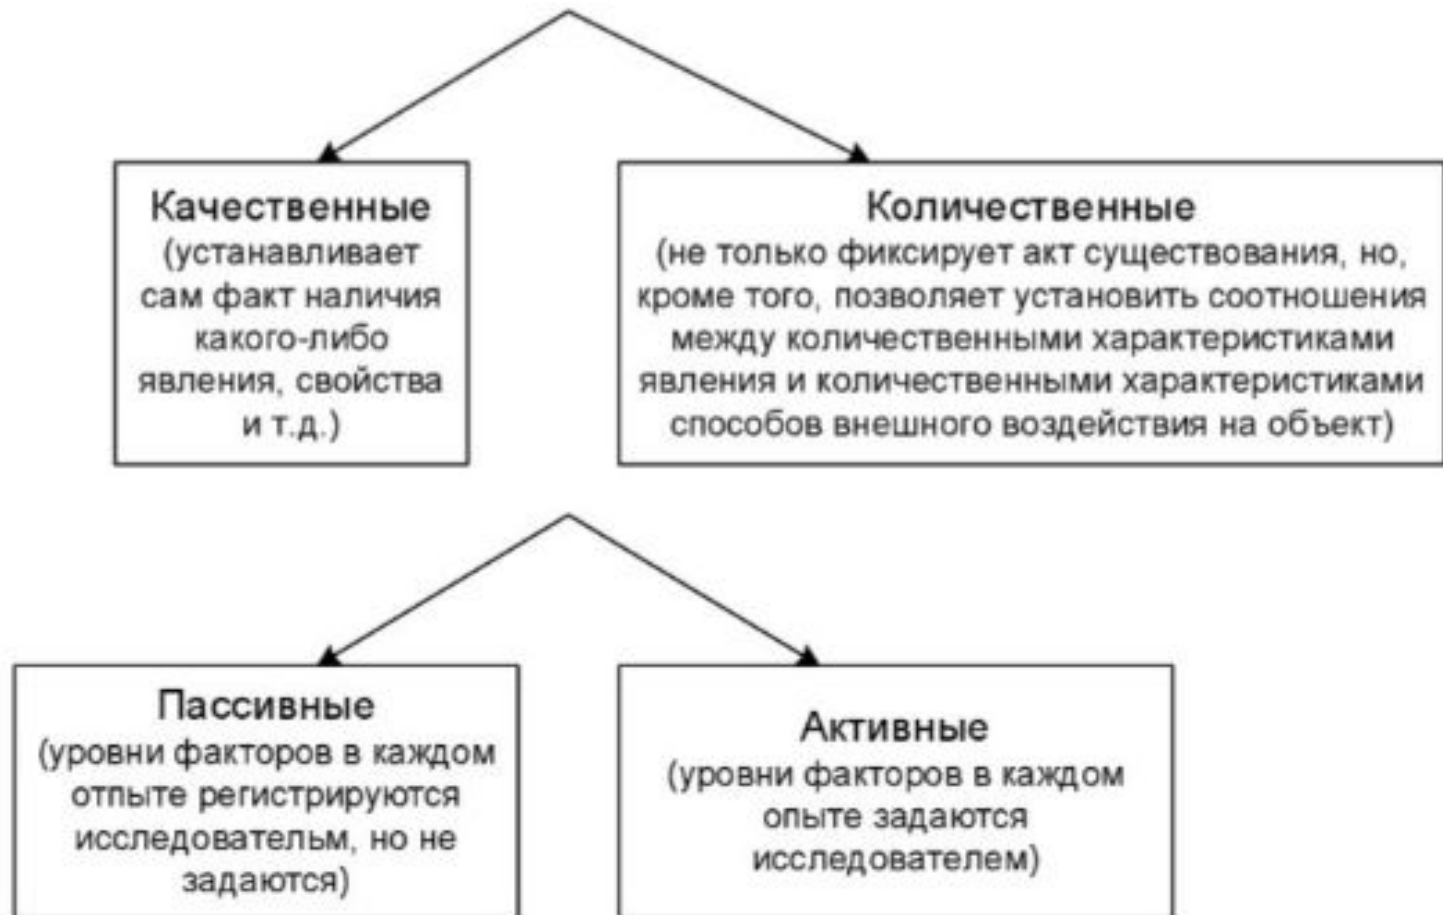 Качественные
(устанавливает
сам факт наличия
какого-либо
явления, свойства
и т.д.)
Количественные
(не только фиксирует акт существования, но,
кроме того, позволяет установить соотношения
между количественными характеристиками
явления и количественными характеристиками
способов внешного воздействия на объект)
Пассивные
(уровни факторов в каждом
отпыте регистрируются
исследовательм, но не
задаются)
Активные
(уровни факторов в каждом
опыте задаются
исследователем)